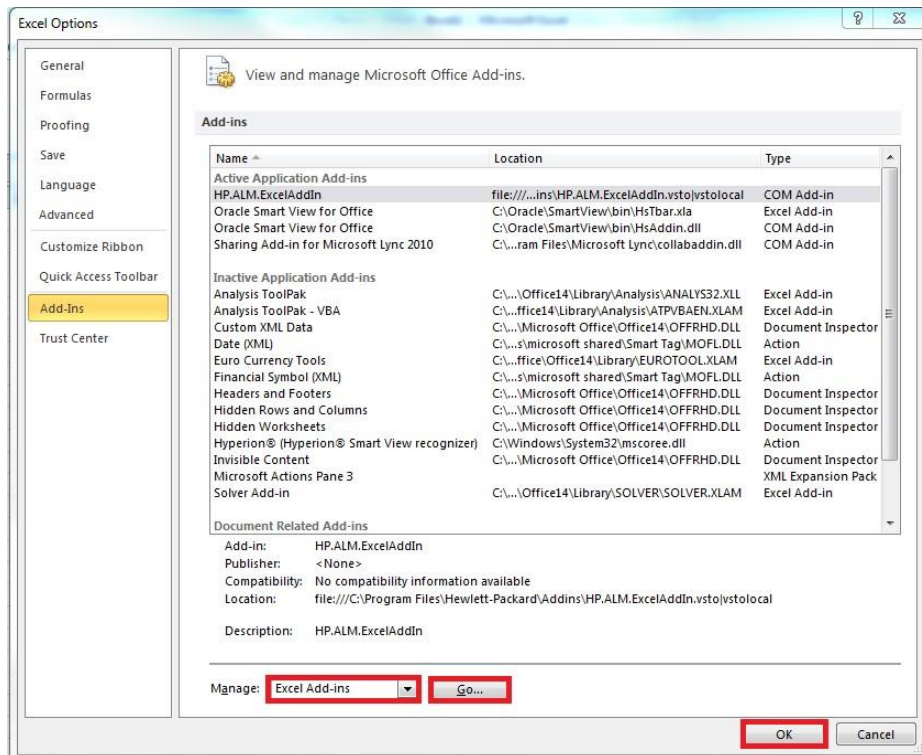 Excel Options
General
Formulas
Proofing
Save
Language
Advanced
Customize Ribbon
Quick Access Toolbar
Add-Ins
Trust Center
View and manage Microsoft Office Add-ins.
Add-ins
Name Location Type
Active Application Add-ins
HP.ALM.ExcelAddIn file:///...ins\HP.ALM.ExcelAddIn.vsto|vstolocal COM Add-in
Oracle Smart View for Office C:\Oracle\SmartView\bin\HsTbar.xla Excel Add-in
Oracle Smart View for Office C:\Oracle\SmartView\bin\HsAddin.dll COM Add-in
Sharing Add-in for Microsoft Lync 2010 C:\...ram Files\Microsoft Lync\collabaddin.dll COM Add-in
Inactive Application Add-ins
Analysis ToolPak C:\...\Office14\Library\Analysis\ANALYS32.XLL Excel Add-in
Analysis ToolPak - VBA C:\...ffice14\Library\Analysis\ATPVBAEN.XLAM Excel Add-in
Custom XML Data C:\...\Microsoft Office\Office14\OFFRHD.DLL Document Inspector
Date (XML) C:\...s\microsoft shared\Smart Tag\MOFL.DLL Action
Euro Currency Tools C:\...ffice\Office14\Library\EUROTOOL.XLAM Excel Add-in
Financial Symbol (XML) C:\...s\microsoft shared\Smart Tag\MOFL.DLL Action
Headers and Footers C:\...\Microsoft Office\Office14\OFFRHD.DLL Document Inspector
Hidden Rows and Columns C:\...\Microsoft Office\Office14\OFFRHD.DLL Document Inspector
Hidden Worksheets C:\...\Microsoft Office\Office14\OFFRHD.DLL Document Inspector
Hyperion® (Hyperion® Smart View recognizer) C:\Windows\System32\mscoree.dll Action
Invisible Content C:\...\Microsoft Office\Office14\OFFRHD.DLL Document Inspector
Microsoft Actions Pane 3 XML Expansion Pack
Solver Add-in C:\...\Office14\Library\SOLVER\SOLVER.XLAM Excel Add-in
Document Related Add-ins
Add-in: HP.ALM.ExcelAddIn
Publisher: <None>
Compatibility: No compatibility information available
Location: file:///C:\Program Files\Hewlett-Packard\Addins\HP.ALM.ExcelAddIn.vsto|vstolocal
Description: HP.ALM.ExcelAddIn
Manage: Excel Add-ins Go...
OK Cancel